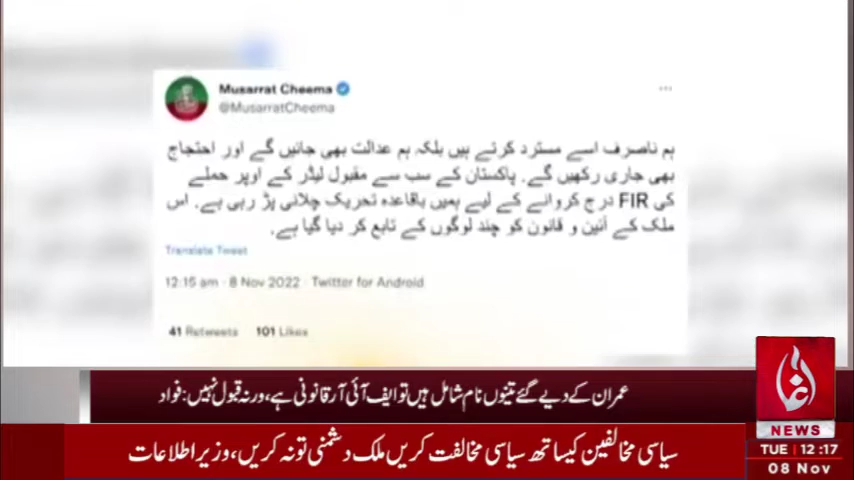 Musarrat Cheema
@MusarratCheema
ہم ناصرف اسے مسترد کرتے ہیں بلکہ ہم عدالت بھی جائیں گے اور احتجاج
بھی جاری رکھیں گے۔ پاکستان کے سب سے مقبول لیڈر کے اوپر حملے
کی FIR درج کروانے کے لیے ہمیں باقاعدہ تحریک چلانی پڑ رہی ہے۔ اس
ملک کے آئین و قانون کو چند لوگوں کے تابع کر دیا گیا ہے۔
Translate Tweet
12:15 am · 8 Nov 2022 · Twitter for Android
41 Retweets 101 Likes
عمران کے دیے گئے تینوں نام شامل ہیں تو ایف آئی آر قانونی ہے، ورنہ قبول نہیں: فواد
سیاسی مخالفین کیساتھ سیاسی مخالفت کریں ملک دشمنی تو نہ کریں، وزیر اطلاعات
NEWS
TUE 12:17
08 Nov